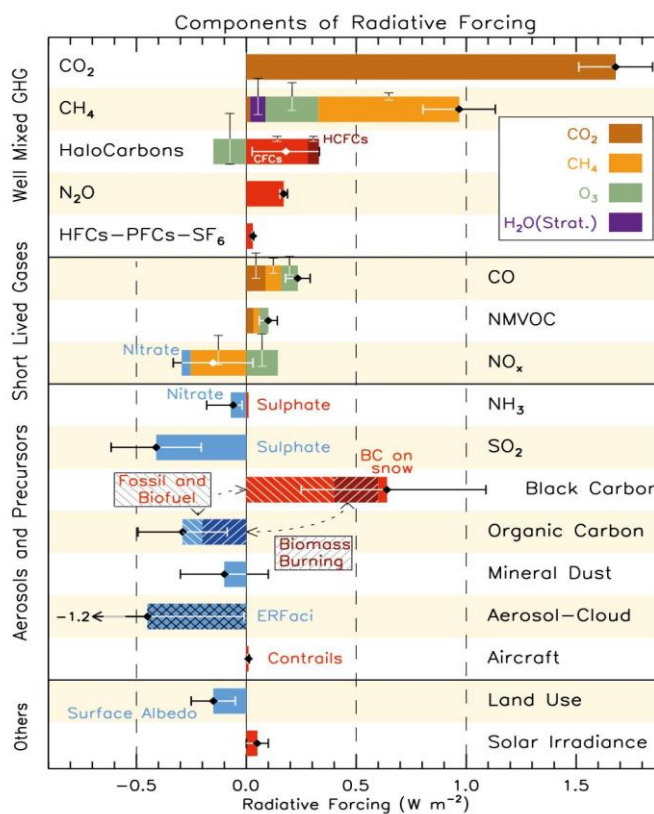 Components of Radiative Forcing
Well Mixed GHG
CO₂
CH₄
HaloCarbons
HCFCs
CFCs
N₂O
HFCs−PFCs−SF₆
CO₂
CH₄
O₃
H₂O(Strat.)
Short Lived Gases
CO
NMVOC
Nitrate
NOₓ
Aerosols and Precursors
Nitrate
Sulphate
NH₃
Sulphate
SO₂
BC on
snow
Fossil and
Biofuel
Black Carbon
Organic Carbon
Biomass
Burning
Mineral Dust
−1.2
ERFaci
Aerosol−Cloud
Contrails
Aircraft
Others
Land Use
Surface Albedo
Solar Irradiance
−0.5 0.0 0.5 1.0 1.5
Radiative Forcing (W m⁻²)